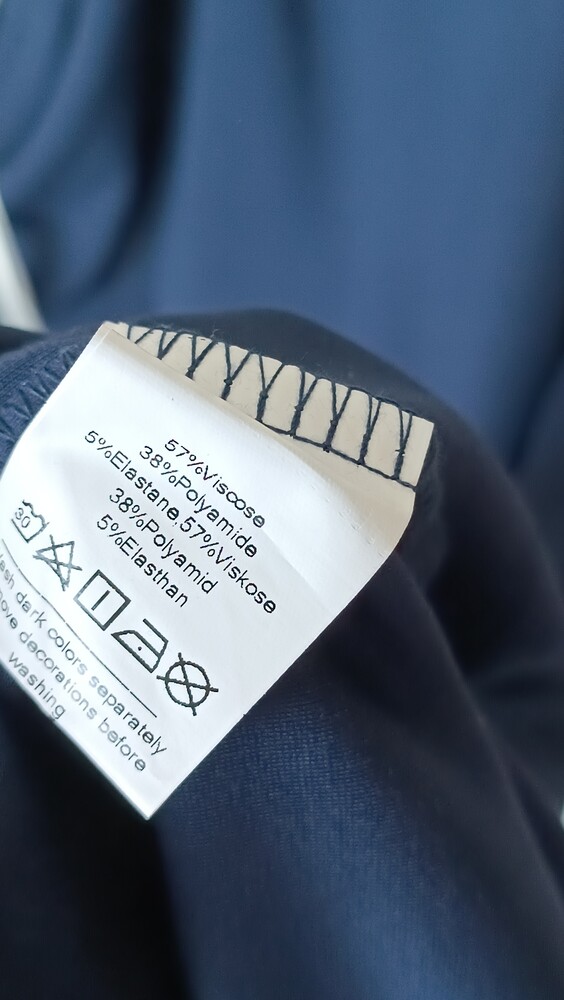 57%Viscose
38%Polyamide
5%Elastane,57%Viskose
38%Polyamid
5%Elasthan
30
dark colors separately
decorations before
washing